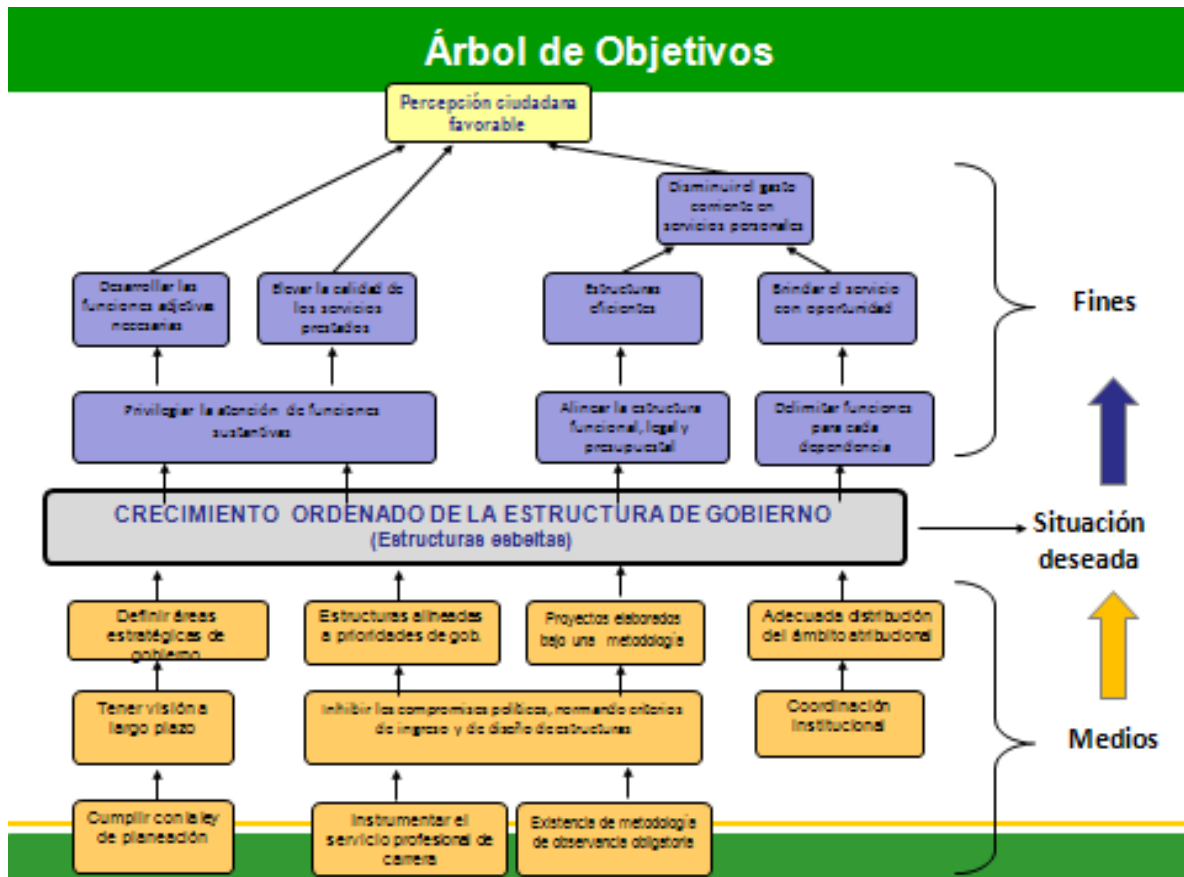 Árbol de Objetivos
Percepción ciudadana
favorable
Disminuir el gasto
corriente en
servicios personales
Desarrollar las
funciones adjetivas
necesarias
Elevar la calidad de
los servicios
prestados
Estructuras
eficientes
Brindar el servicio
con oportunidad
Fines
Privilegiar la atención de funciones
sustantivas
Alinear la estructura
funcional, legal y
presupuestal
Delimitar funciones
para cada
dependencia
CRECIMIENTO ORDENADO DE LA ESTRUCTURA DE GOBIERNO
(Estructuras esbeltas)
Situación
deseada
Definir áreas
estratégicas de
gobierno
Estructuras alineadas
a prioridades de gob.
Proyectos elaborados
bajo una metodología
Adecuada distribución
del ámbito atribucional
Tener visión a
largo plazo
Inhibir los compromisos políticos, normando criterios
de ingreso y de diseño de estructuras
Coordinación
Institucional
Medios
Cumplir con la ley
de planeación
Instrumentar el
servicio profesional de
carrera
Existencia de metodología
de observancia obligatoria